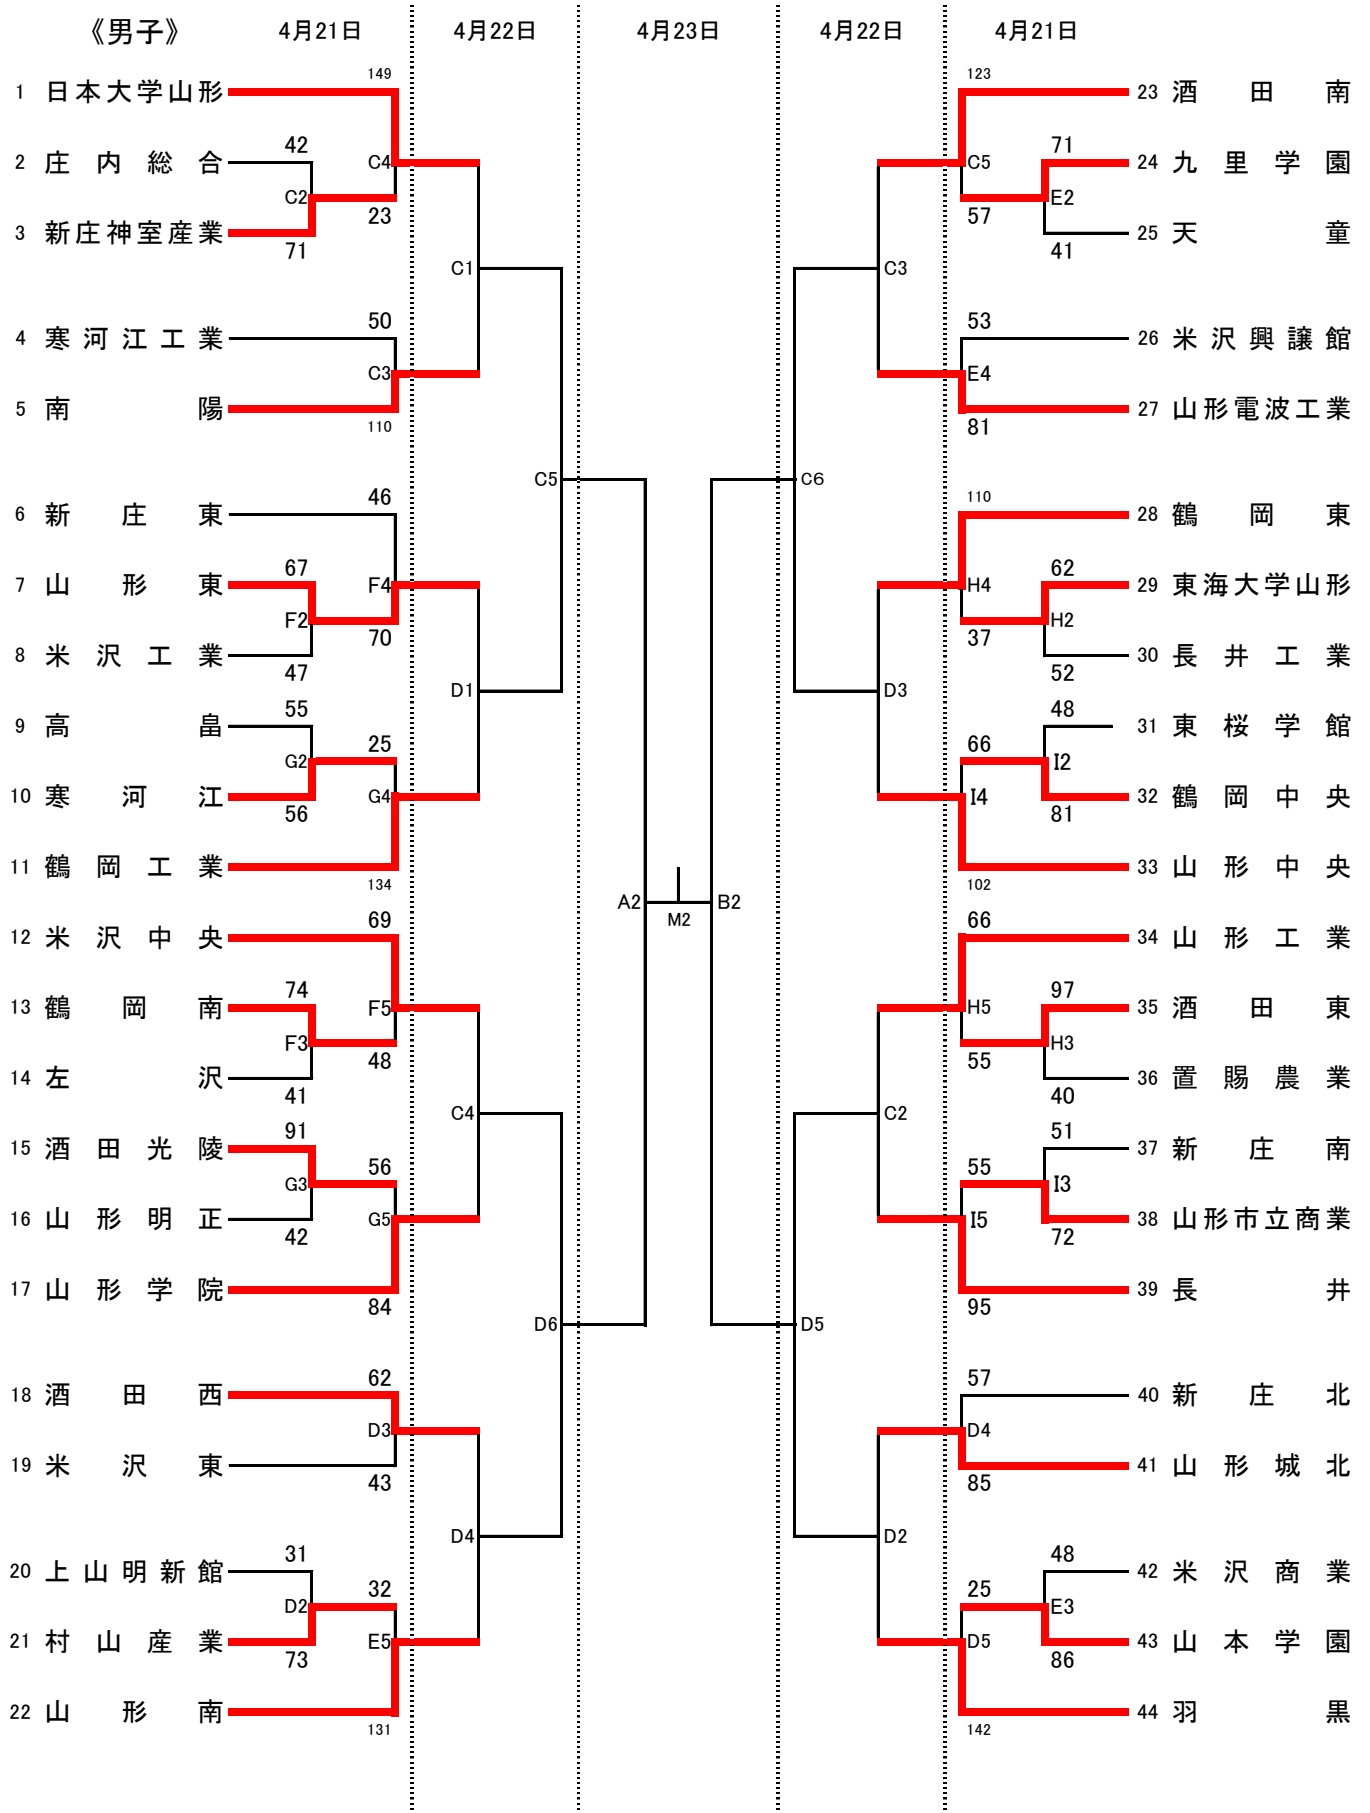 《男子》 4月21日 4月22日 4月23日 4月22日 4月21日
149 123
1 日本大学山形 23 酒田南
42 71
2 庄内総合 C4 C5 24 九里学園
C2 E2
23 57
3 新庄神室産業 25 天童
71 41
C1 C3
50 53
4 寒河江工業 26 米沢興譲館
C3 E4
5 南陽 27 山形電波工業
110 81
C5 C6
46 110
6 新庄東 28 鶴岡東
67 62
7 山形東 F4 H4 29 東海大学山形
F2 H2
70 37
8 米沢工業 30 長井工業
47 52
D1 D3
55 48
9 高畠 31 東桜学館
25 66
G2 I2
10 寒河江 G4 I4 32 鶴岡中央
56 81
11 鶴岡工業 33 山形中央
134 102
A2 B2
69 M2 66
12 米沢中央 34 山形工業
74 97
13 鶴岡南 F5 H5 35 酒田東
F3 H3
48 55
14 左沢 36 置賜農業
41 40
C4 C2
91 51
15 酒田光陵 37 新庄南
56 55
G3 I3
16 山形明正 G5 I5 38 山形市立商業
42 72
17 山形学院 39 長井
84 95
D6 D5
62 57
18 酒田西 40 新庄北
D3 D4
19 米沢東 41 山形城北
43 85
D4 D2
31 48
20 上山明新館 42 米沢商業
32 25
D2 E3
21 村山産業 E5 D5 43 山本学園
73 86
22 山形南 44 羽黒
131 142